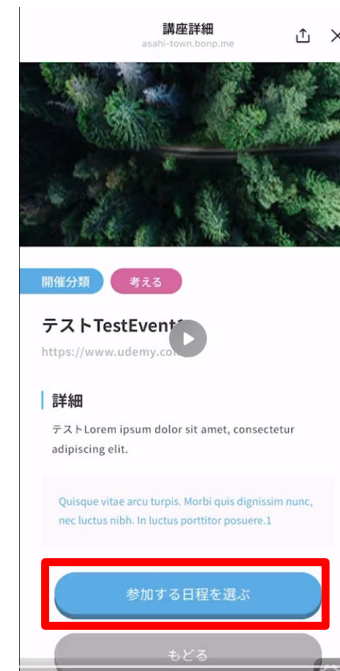 講座詳細
asahi-town.bonp.me
開催分類
考える
テストTestEvent
https://www.udemy.co
詳細
テストLorem ipsum dolor sit amet, consectetur
adipiscing elit.
Quisque vitae arcu turpis. Morbi quis dignissim nunc,
nec luctus nibh. In luctus porttitor posuere.1
参加する日程を選ぶ
もどる